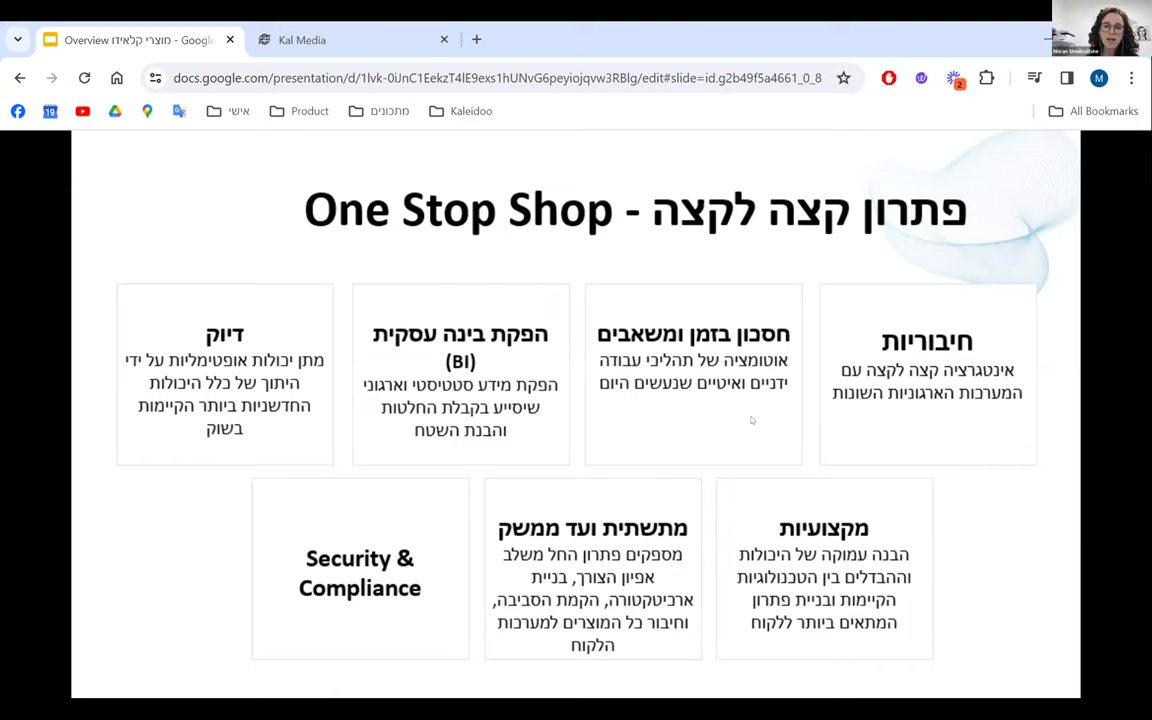 Overview מוצרי קלאידו - Google
Kal Media
docs.google.com/presentation/d/1lvk-0iJnC1EekzT4lE9exs1hUNvG6peyiojqvw3RBlg/edit#slide=id.g2b49f5a4661_0_8
2
M
19
אישי
Product
מתכונים
Kaleidoo
All Bookmarks
פתרון קצה לקצה - One Stop Shop
חיבוריות
אינטגרציה קצה לקצה עם
המערכות הארגוניות השונות
חסכון בזמן ומשאבים
אוטומציה של תהליכי עבודה
ידניים ואיטיים שנעשים היום
הפקת בינה עסקית
(BI)
הפקת מידע סטטיסטי וארגוני
שיסייע בקבלת החלטות
והבנת השטח
דיוק
מתן יכולות אופטימליות על ידי
היתוך של כלל היכולות
החדשניות ביותר הקיימות
בשוק
מקצועיות
הבנה עמוקה של היכולות
וההבדלים בין הטכנולוגיות
הקיימות ובניית פתרון
המתאים ביותר ללקוח
מתשתית ועד ממשק
מספקים פתרון החל משלב
אפיון הצורך, בניית
ארכיטקטורה, הקמת הסביבה,
וחיבור כל המוצרים למערכות
הלקוח
Security &
Compliance